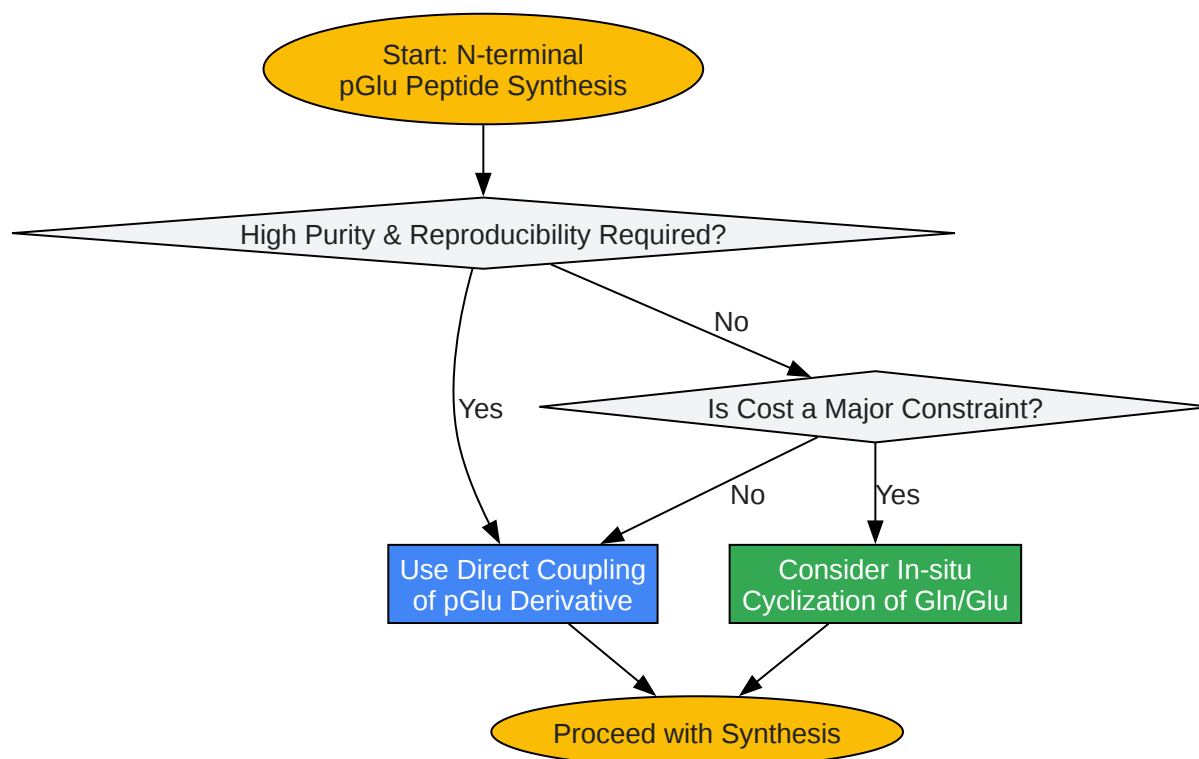 Start: N-terminal
pGlu Peptide Synthesis
High Purity & Reproducibility Required?
No
Yes
Is Cost a Major Constraint?
No
Yes
Use Direct Coupling
of pGlu Derivative
Consider In-situ
Cyclization of Gln/Glu
Proceed with Synthesis